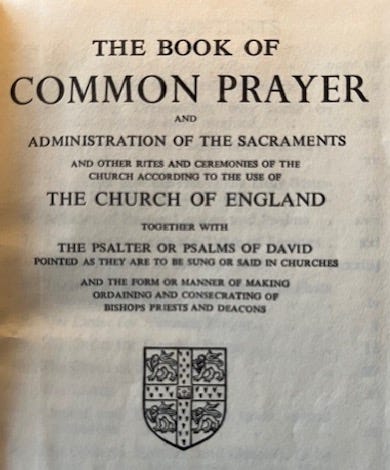 THE BOOK OF
COMMON PRAYER
AND
ADMINISTRATION OF THE SACRAMENTS
AND OTHER RITES AND CEREMONIES OF THE
CHURCH ACCORDING TO THE USE OF
THE CHURCH OF ENGLAND
TOGETHER WITH
THE PSALTER OR PSALMS OF DAVID
POINTED AS THEY ARE TO BE SUNG OR SAID IN CHURCHES
AND THE FORM OR MANNER OF MAKING
ORDAINING AND CONSECRATING OF
BISHOPS PRIESTS AND DEACONS